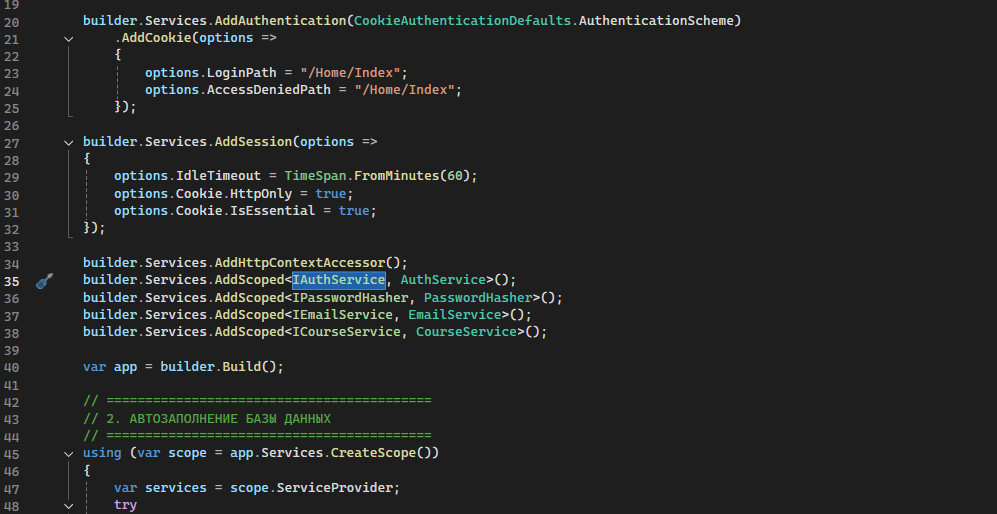 19
20 builder.Services.AddAuthentication(CookieAuthenticationDefaults.AuthenticationScheme)
21 .AddCookie(options =>
22 {
23 options.LoginPath = "/Home/Index";
24 options.AccessDeniedPath = "/Home/Index";
25 });
26
27 builder.Services.AddSession(options =>
28 {
29 options.IdleTimeout = TimeSpan.FromMinutes(60);
30 options.Cookie.HttpOnly = true;
31 options.Cookie.IsEssential = true;
32 });
33
34 builder.Services.AddHttpContextAccessor();
35 builder.Services.AddScoped<IAuthService, AuthService>();
36 builder.Services.AddScoped<IPasswordHasher, PasswordHasher>();
37 builder.Services.AddScoped<IEmailService, EmailService>();
38 builder.Services.AddScoped<ICourseService, CourseService>();
39
40 var app = builder.Build();
41
42 // ==========================================
43 // 2. АВТОЗАПОЛНЕНИЕ БАЗЫ ДАННЫХ
44 // ==========================================
45 using (var scope = app.Services.CreateScope())
46 {
47 var services = scope.ServiceProvider;
48 try